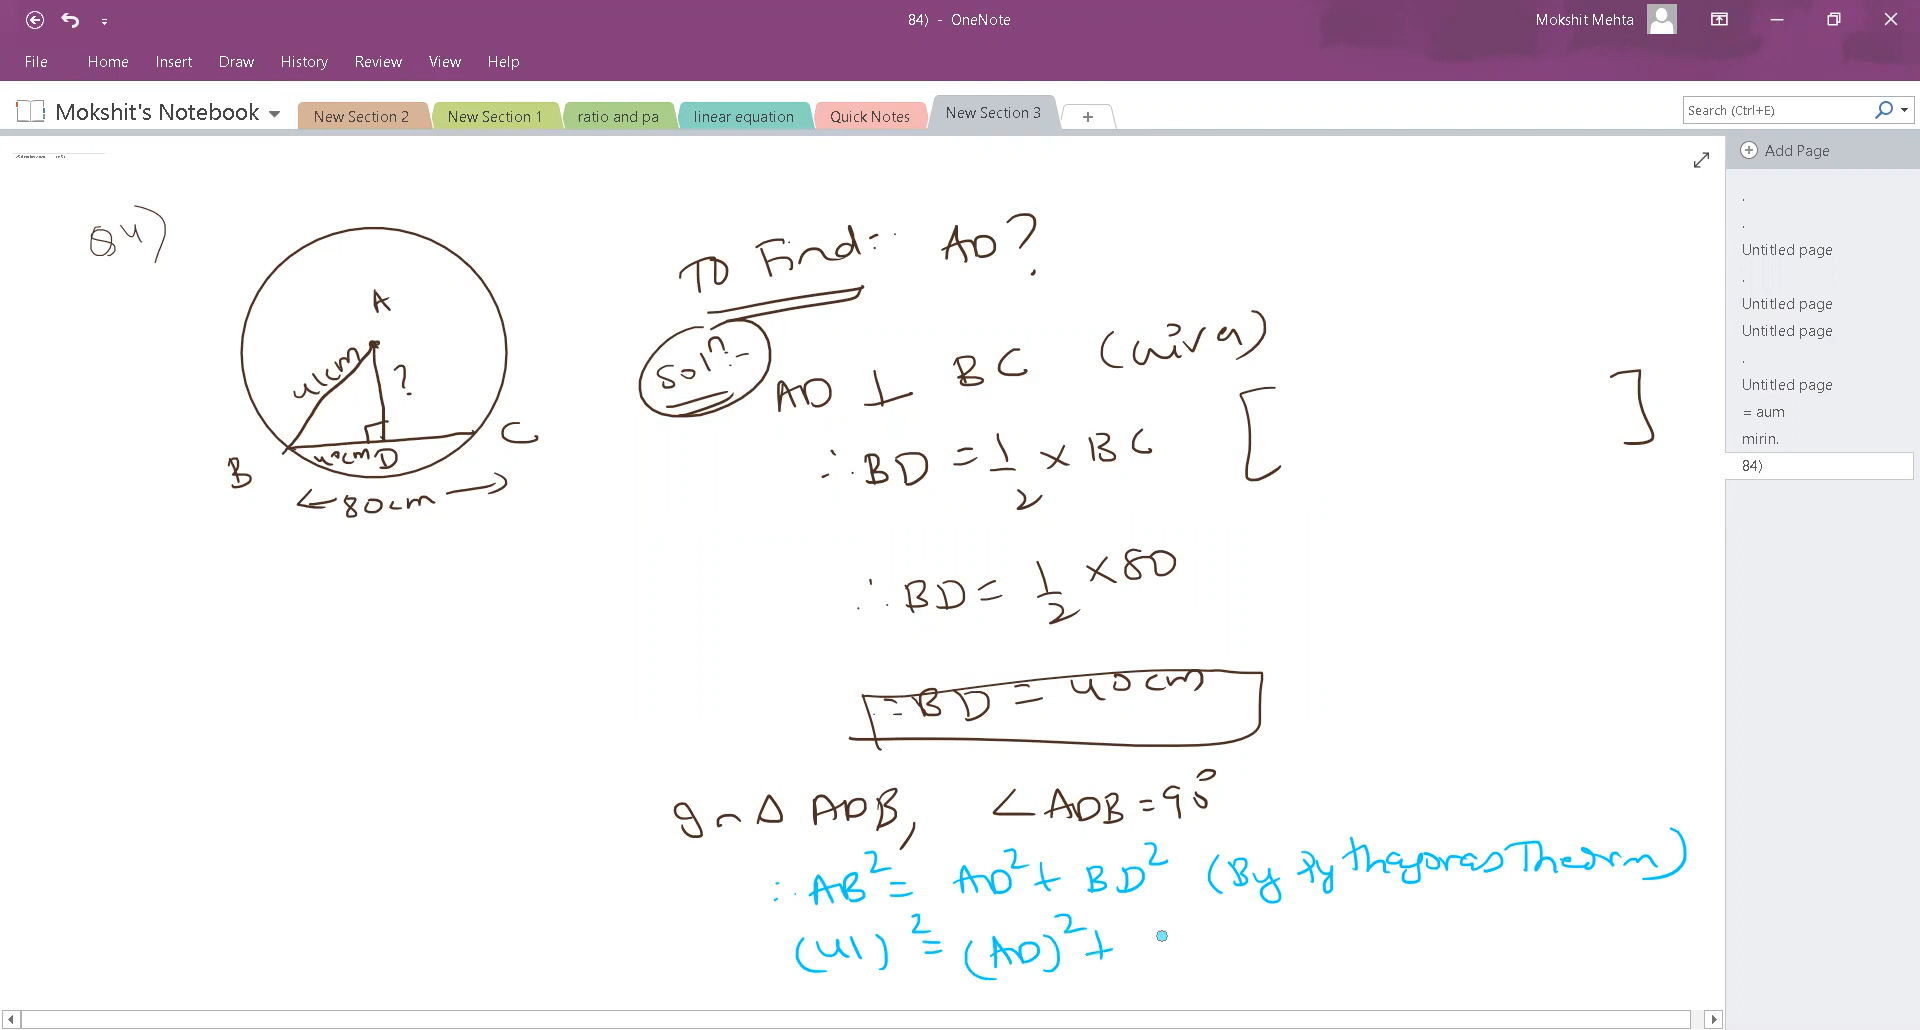 84) - OneNote
Mokshit Mehta
File Home Insert Draw History Review View Help
Mokshit's Notebook
New Section 2 New Section 1 ratio and pa linear equation Quick Notes New Section 3 +
Search (Ctrl+E)
Add Page
.
.
Untitled page
.
Untitled page
Untitled page
.
Untitled page
= aum
mirin.
84)
Q4)
A
41cm
?
B
40cm D
C
←80cm→
To Find:- AD?
Soln:-
AD ⊥ BC (Given)
[ ]
∴ BD = 1/2 × BC
∴ BD = 1/2 × 80
∴ BD = 40cm
In Δ ADB, ∠ADB = 90°
∴ AB² = AD² + BD² (By Pythagoras Theorm)
(41)² = (AD)² +